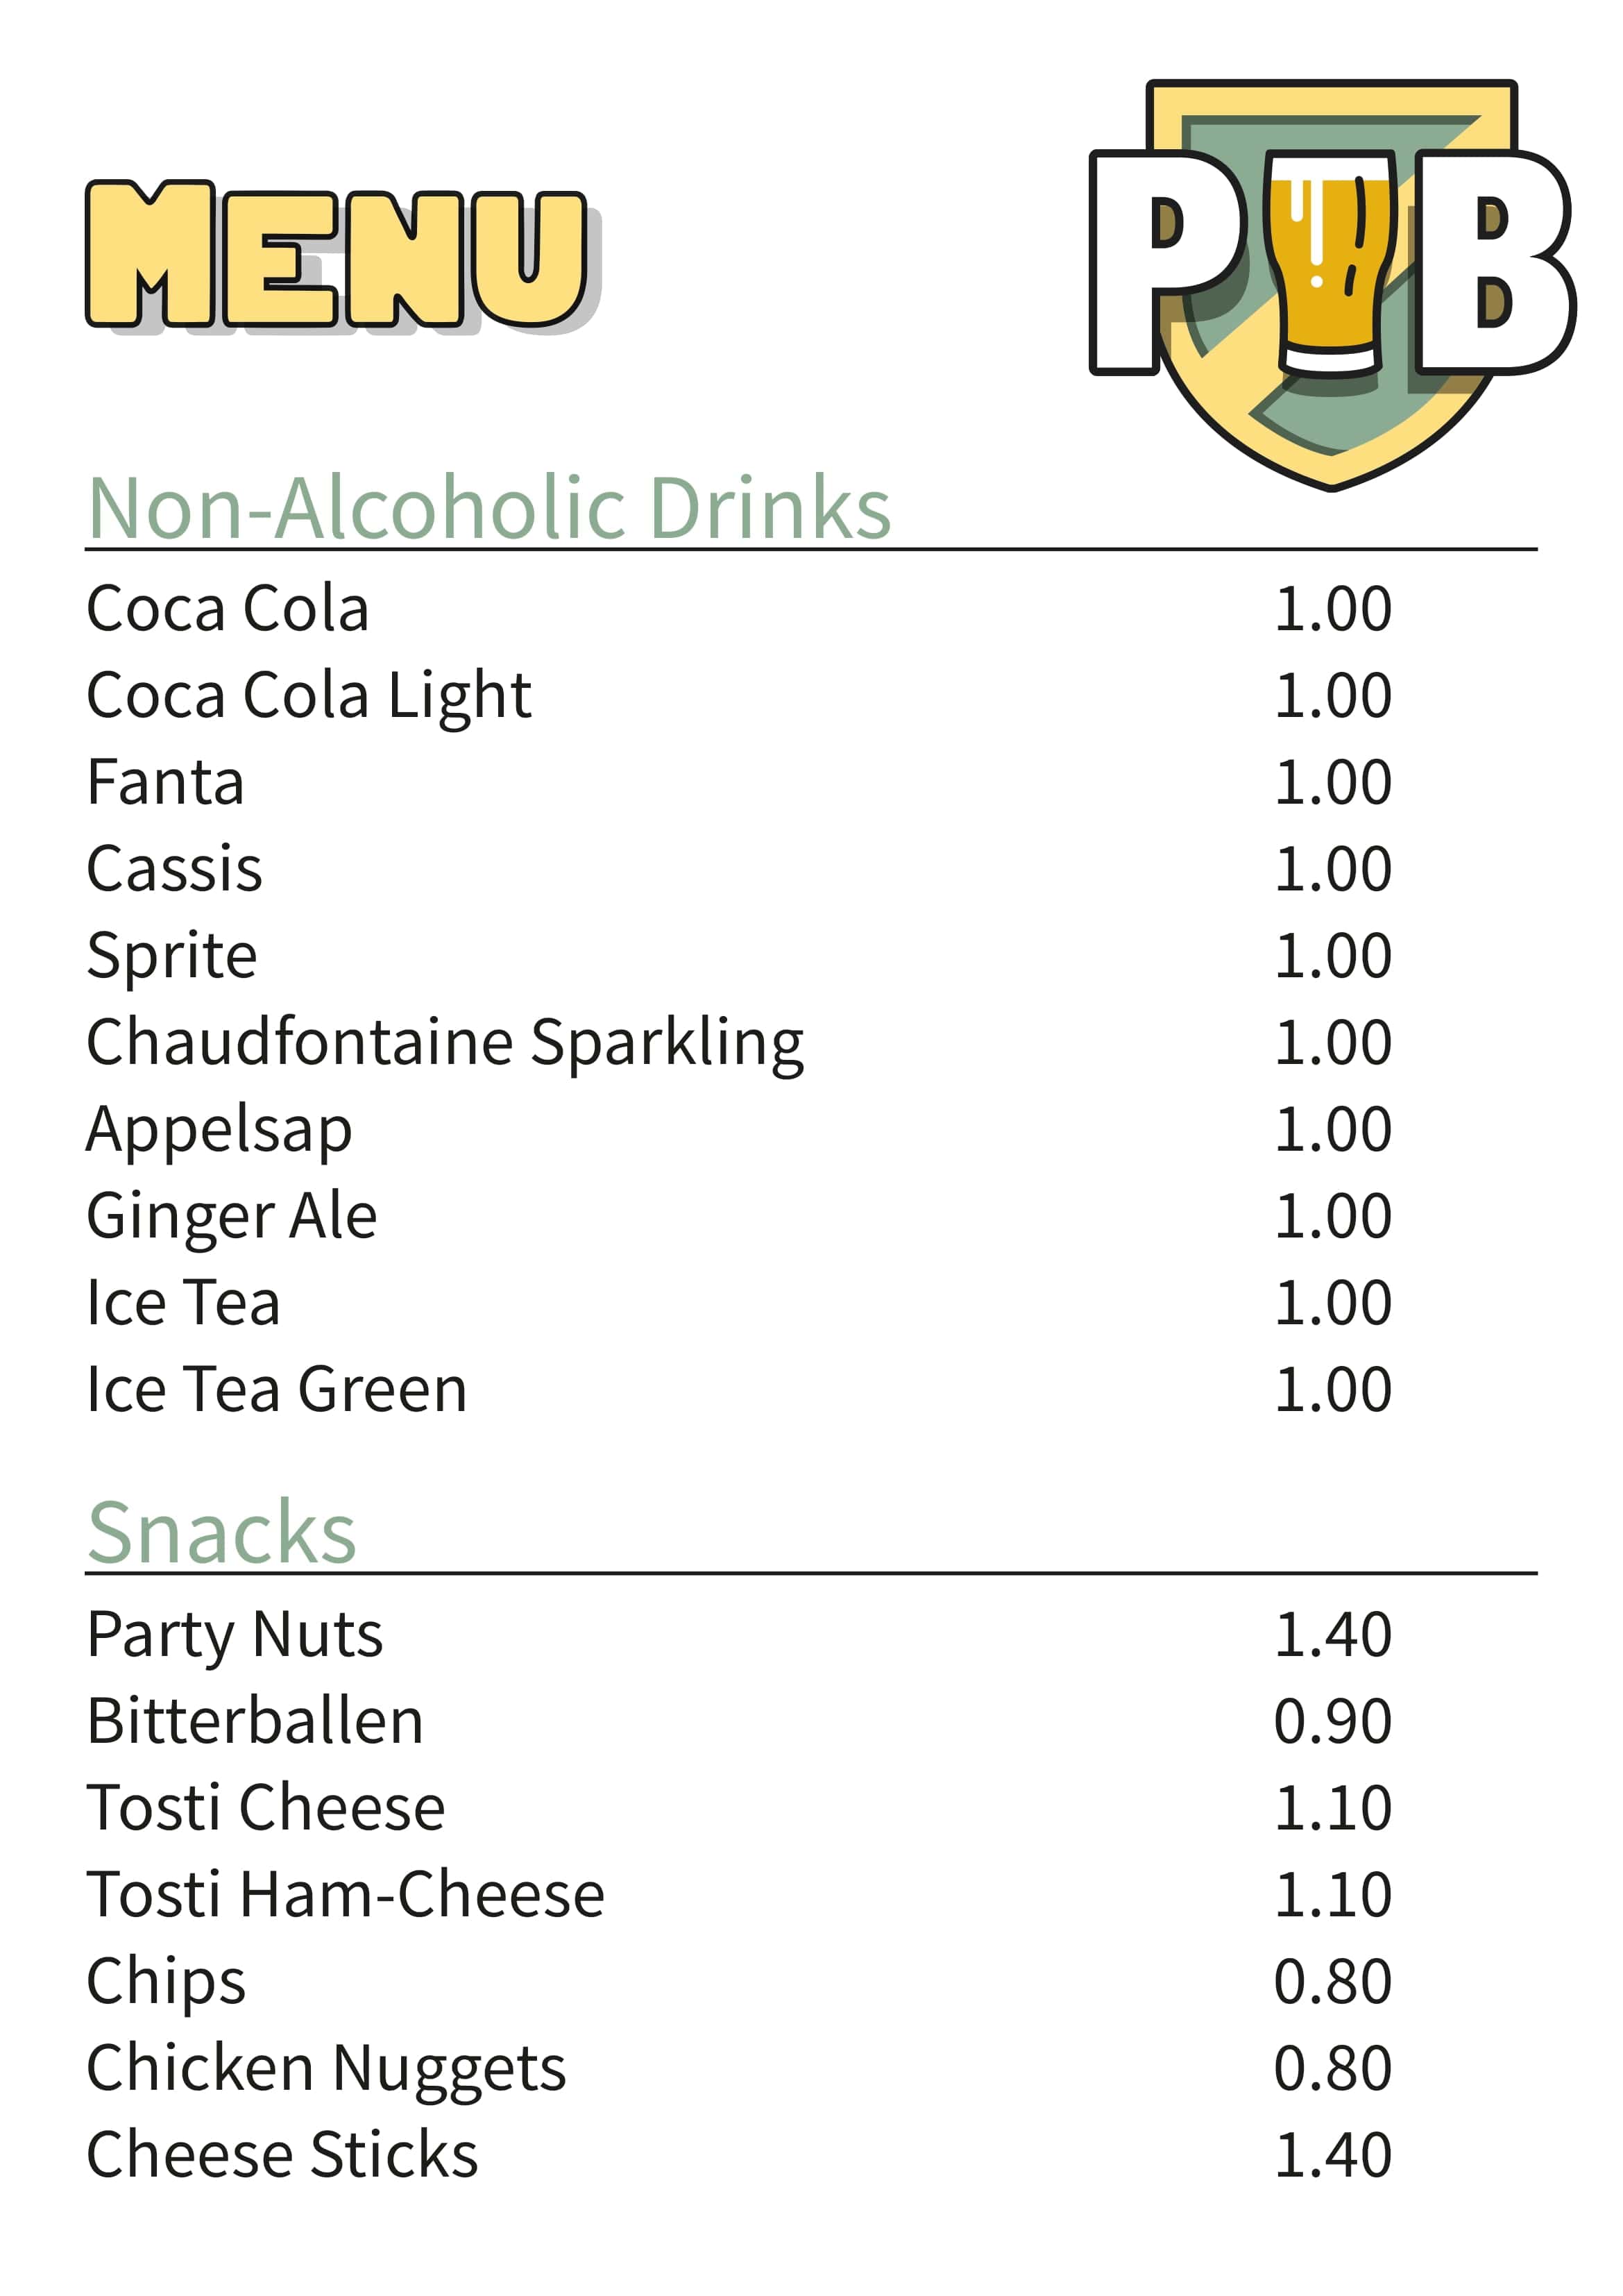 MENU
PUB
Non-Alcoholic Drinks
Coca Cola 1.00
Coca Cola Light 1.00
Fanta 1.00
Cassis 1.00
Sprite 1.00
Chaudfontaine Sparkling 1.00
Appelsap 1.00
Ginger Ale 1.00
Ice Tea 1.00
Ice Tea Green 1.00
Snacks
Party Nuts 1.40
Bitterballen 0.90
Tosti Cheese 1.10
Tosti Ham-Cheese 1.10
Chips 0.80
Chicken Nuggets 0.80
Cheese Sticks 1.40